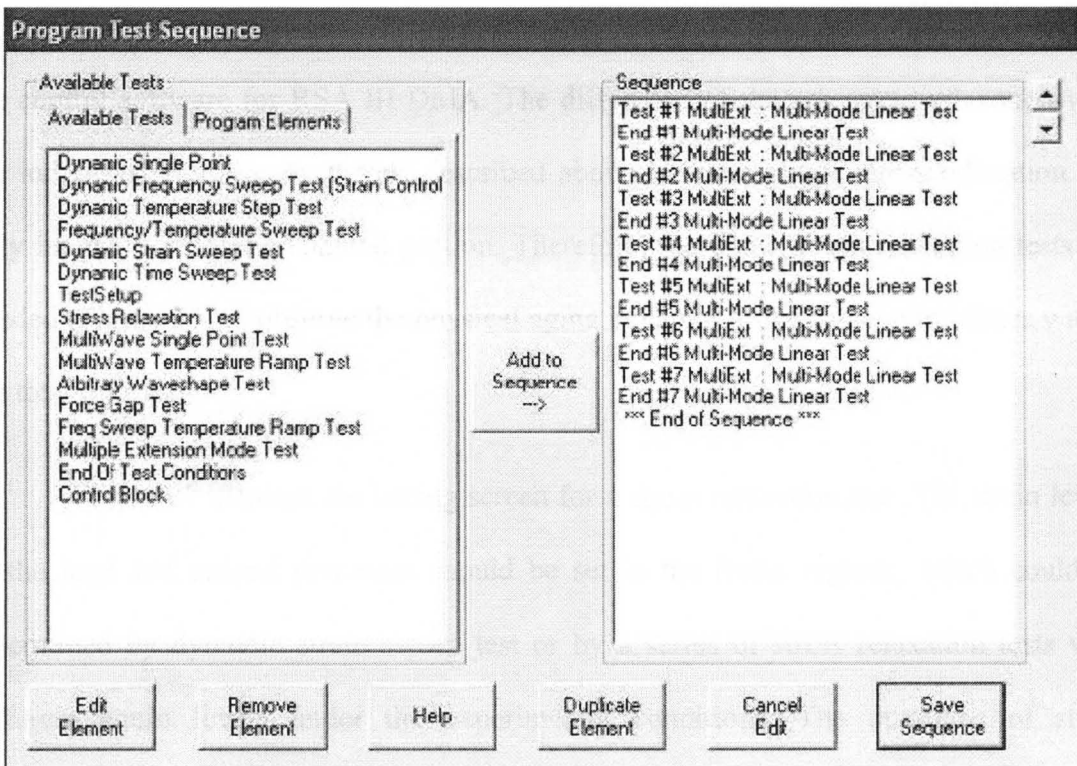 Program Test Sequence
Available Tests
Available Tests
Program Elements
Dynamic Single Point
Dynamic Frequency Sweep Test (Strain Control
Dynamic Temperature Step Test
Frequency/Temperature Sweep Test
Dynamic Strain Sweep Test
Dynamic Time Sweep Test
TestSetup
Stress Relaxation Test
MultiWave Single Point Test
MultiWave Temperature Ramp Test
Arbitray Waveshape Test
Force Gap Test
Freq Sweep Temperature Ramp Test
Multiple Extension Mode Test
End Of Test Conditions
Control Block
Add to
Sequence
--->
Sequence
Test #1 MultiExt : Multi-Mode Linear Test
End #1 Multi-Mode Linear Test
Test #2 MultiExt : Multi-Mode Linear Test
End #2 Multi-Mode Linear Test
Test #3 MultiExt : Multi-Mode Linear Test
End #3 Multi-Mode Linear Test
Test #4 MultiExt : Multi-Mode Linear Test
End #4 Multi-Mode Linear Test
Test #5 MultiExt : Multi-Mode Linear Test
End #5 Multi-Mode Linear Test
Test #6 MultiExt : Multi-Mode Linear Test
End #6 Multi-Mode Linear Test
Test #7 MultiExt : Multi-Mode Linear Test
End #7 Multi-Mode Linear Test
*** End of Sequence ***
Edit
Element
Remove
Element
Help
Duplicate
Element
Cancel
Edit
Save
Sequence